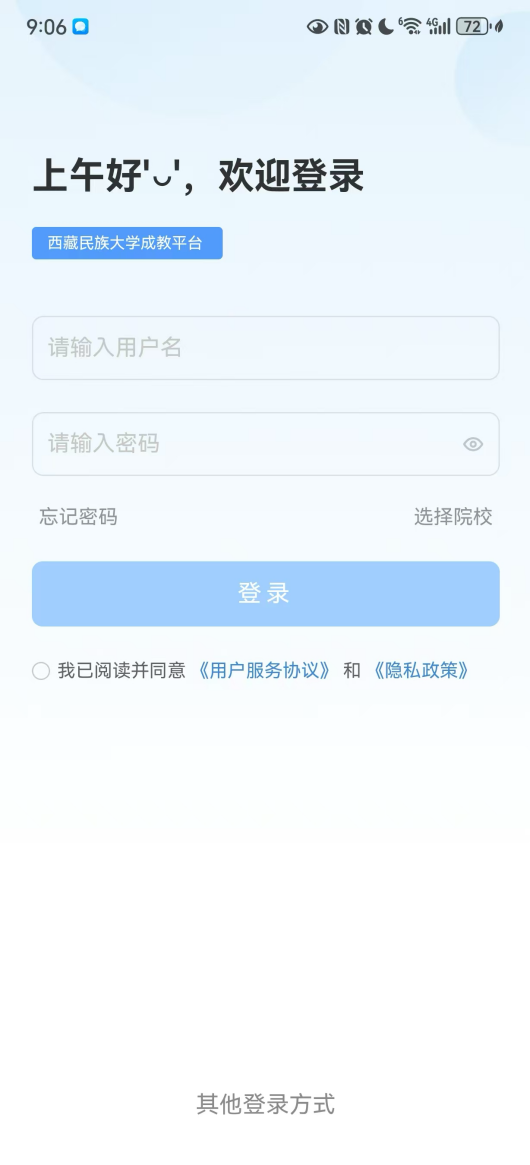 9:06
6 4G 72
上午好'ᴗ'，欢迎登录
西藏民族大学成教平台
请输入用户名
请输入密码
忘记密码 选择院校
登录
我已阅读并同意《用户服务协议》和《隐私政策》
其他登录方式